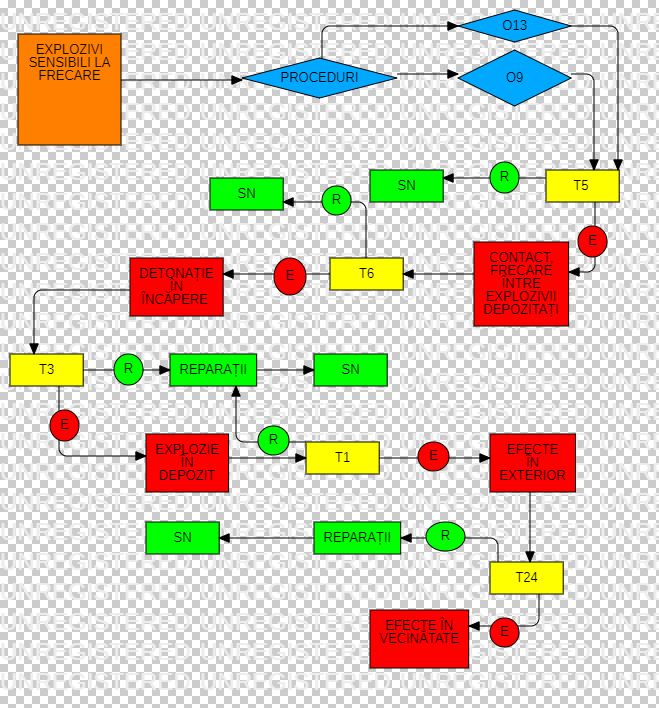 EXPLOZIVI
SENSIBILI LA
FRECARE
PROCEDURI
O13
O9
T5
R
SN
E
CONTACT,
FRECARE
ÎNTRE
EXPLOZIVII
DEPOZITAȚI
T6
R
SN
E
DETONAȚIE
ÎN
ÎNCĂPERE
T3
R
REPARAȚII
SN
E
EXPLOZIE
ÎN
DEPOZIT
R
T1
E
EFECTE
ÎN
EXTERIOR
T24
R
REPARAȚII
SN
E
EFECTE ÎN
VECINĂTATE